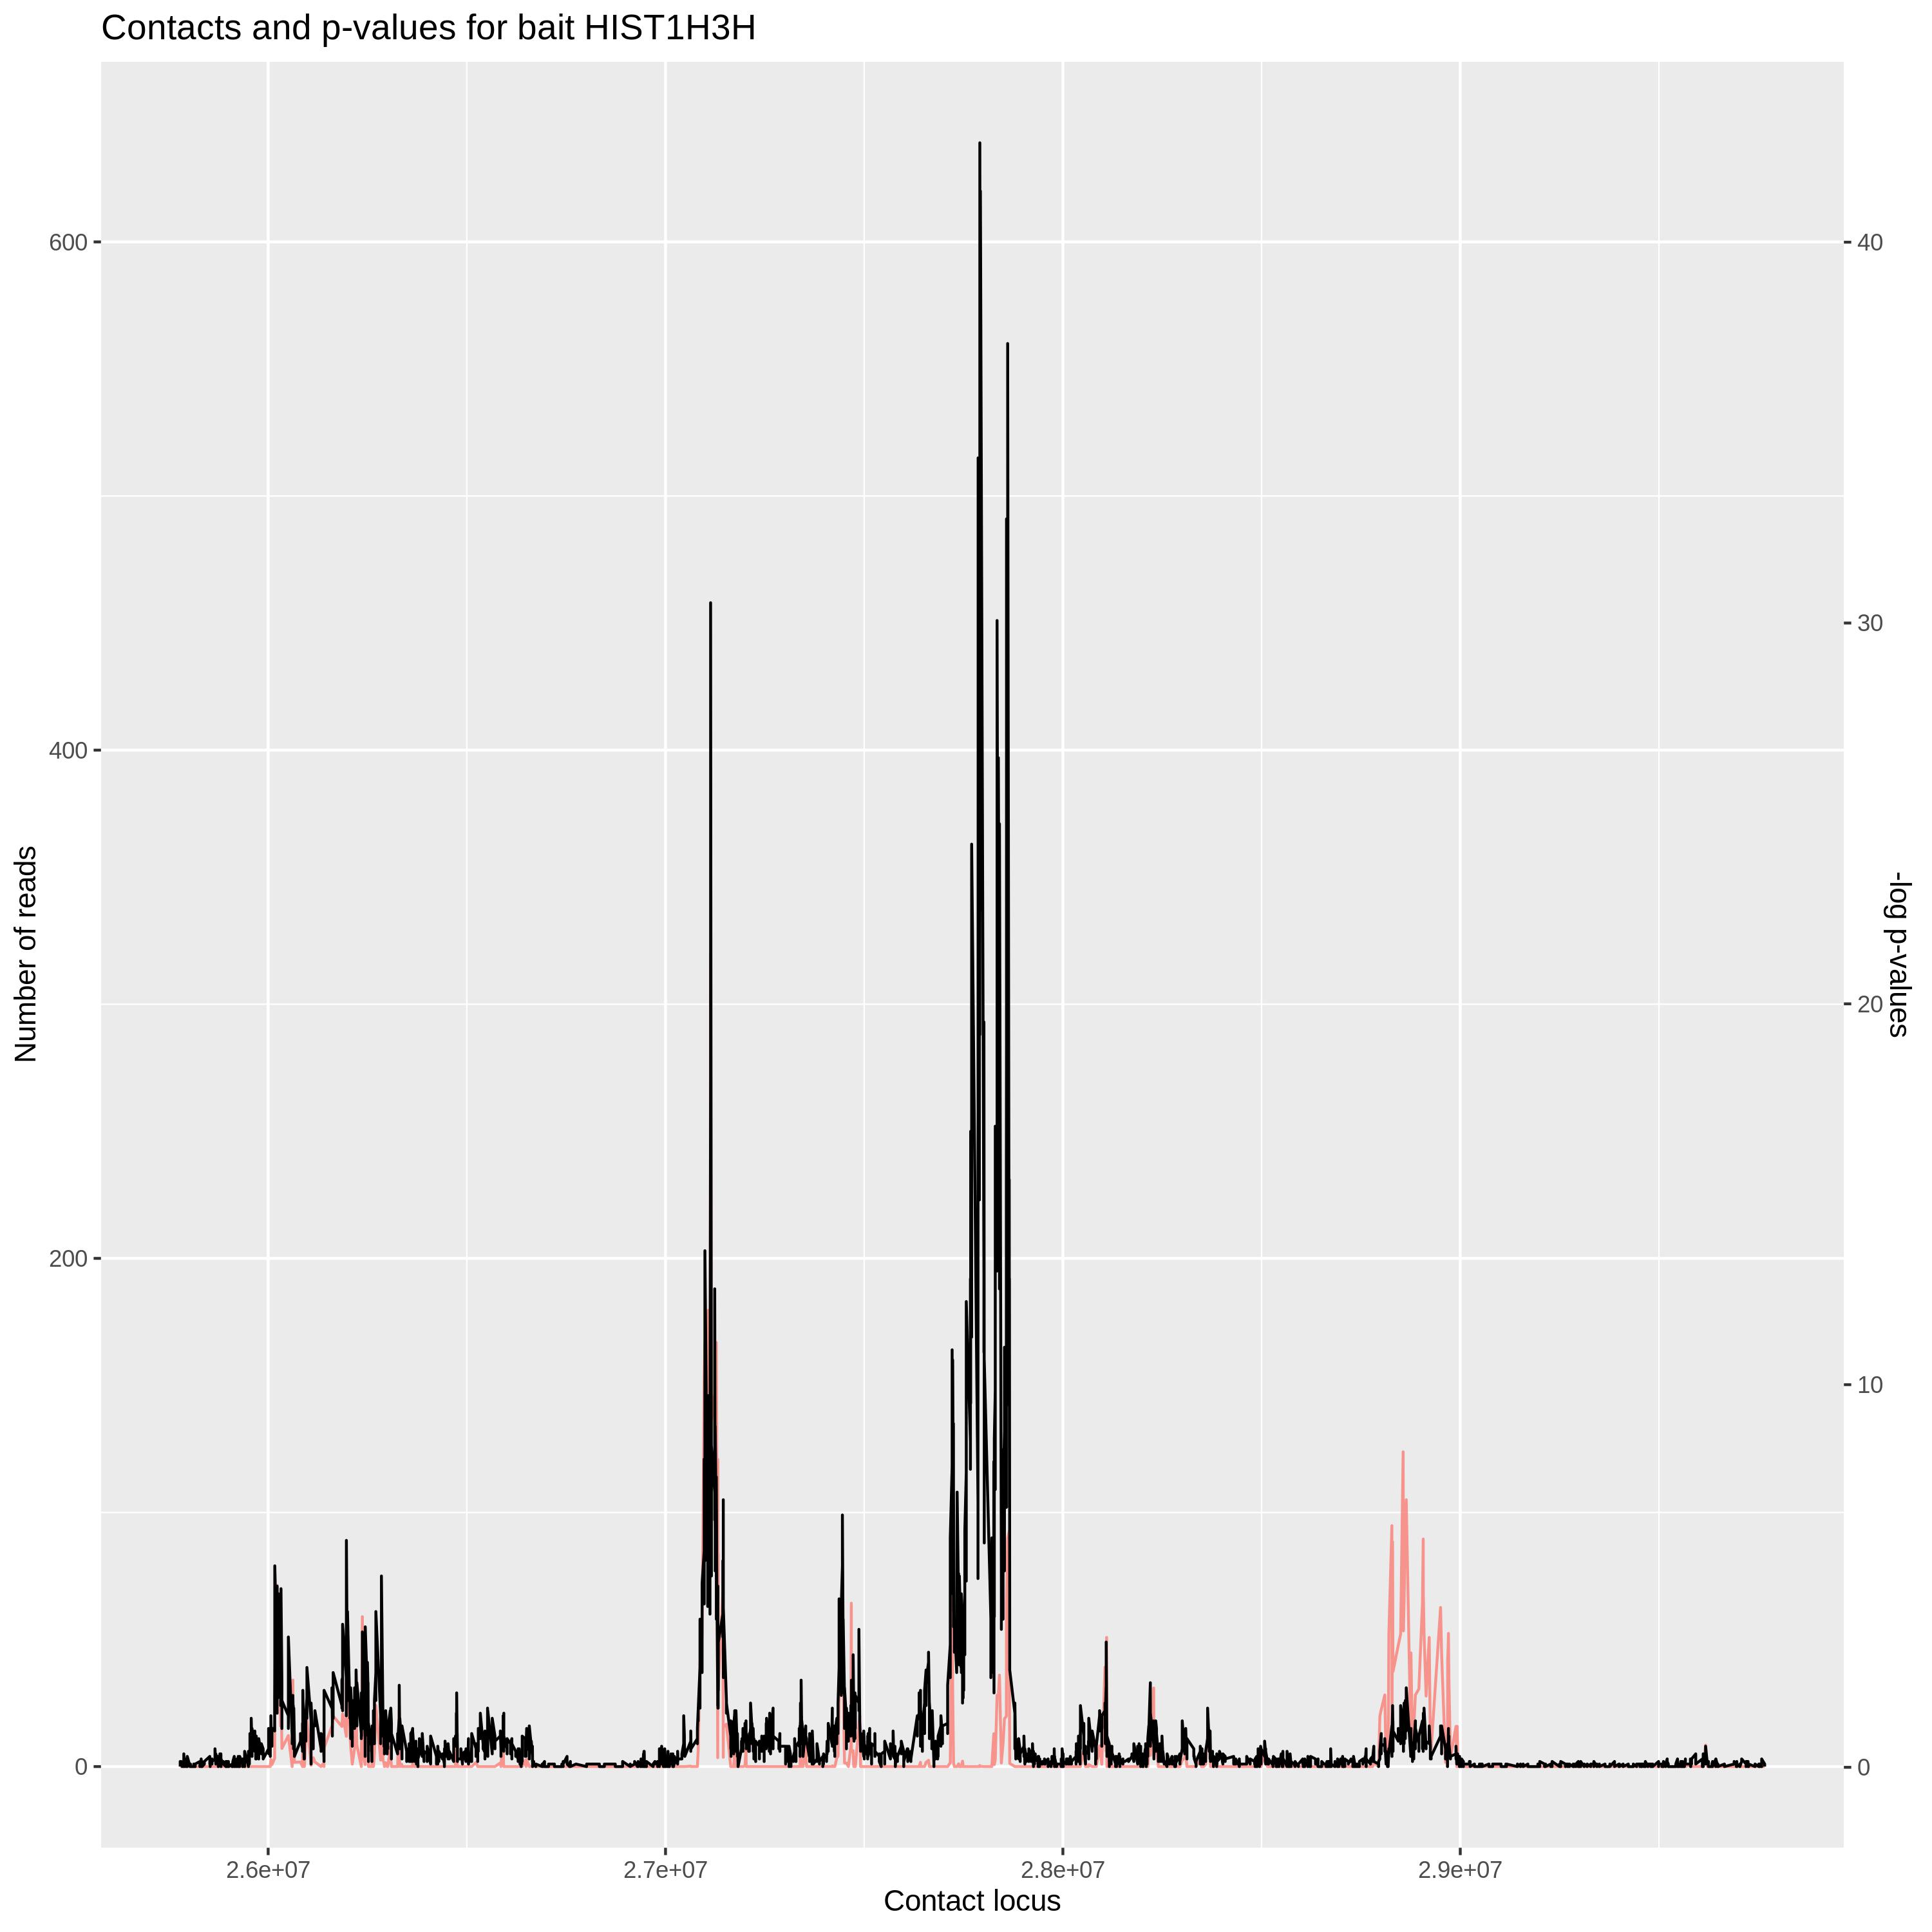 Contacts and p-values for bait HIST1H3H
600
400
200
0
Number of reads
40
30
20
10
0
-log p-values
2.6e+07
2.7e+07
2.8e+07
2.9e+07
Contact locus